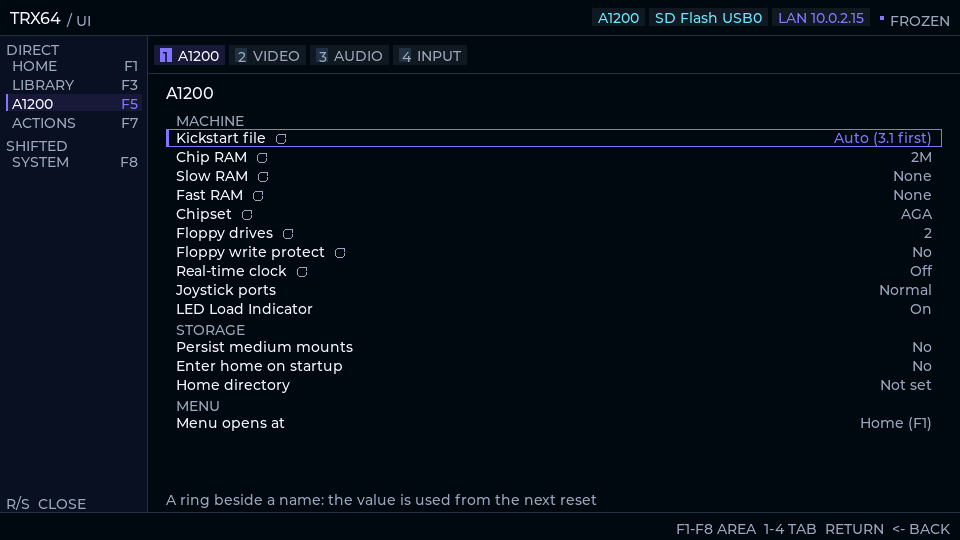 TRX64 / UI
A1200 SD Flash USB0 LAN 10.0.2.15 FROZEN
DIRECT
HOME F1
LIBRARY F3
A1200 F5
ACTIONS F7
SHIFTED
SYSTEM F8
R/S CLOSE
1 A1200 2 VIDEO 3 AUDIO 4 INPUT
A1200
MACHINE
Kickstart file Auto (3.1 first)
Chip RAM 2M
Slow RAM None
Fast RAM None
Chipset AGA
Floppy drives 2
Floppy write protect No
Real-time clock Off
Joystick ports Normal
LED Load Indicator On
STORAGE
Persist medium mounts No
Enter home on startup No
Home directory Not set
MENU
Menu opens at Home (F1)
A ring beside a name: the value is used from the next reset
F1-F8 AREA 1-4 TAB RETURN <- BACK